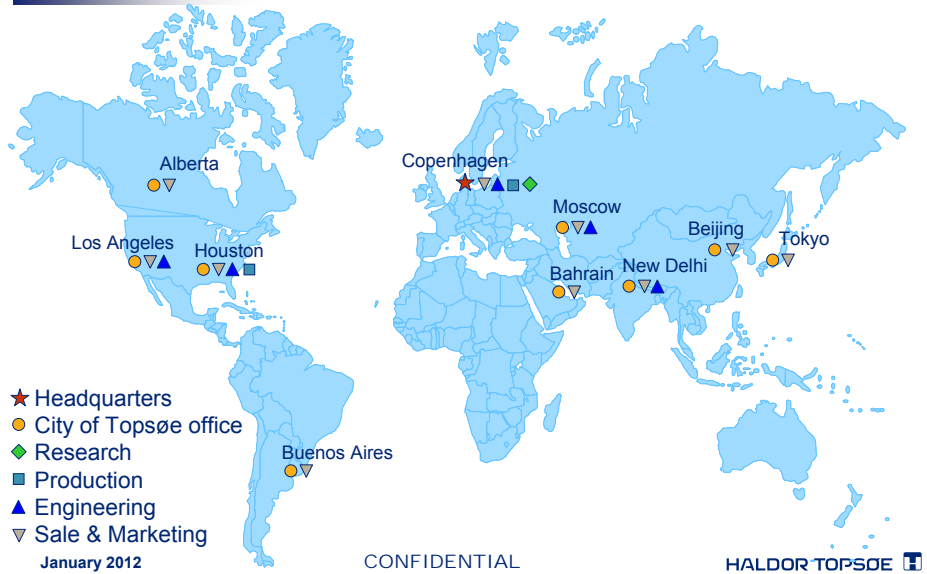 Alberta
Copenhagen
Moscow
Beijing
Tokyo
Los Angeles
Houston
Bahrain
New Delhi
Buenos Aires
Headquarters
City of Topsøe office
Research
Production
Engineering
Sale & Marketing
January 2012
CONFIDENTIAL
HALDOR TOPSØE